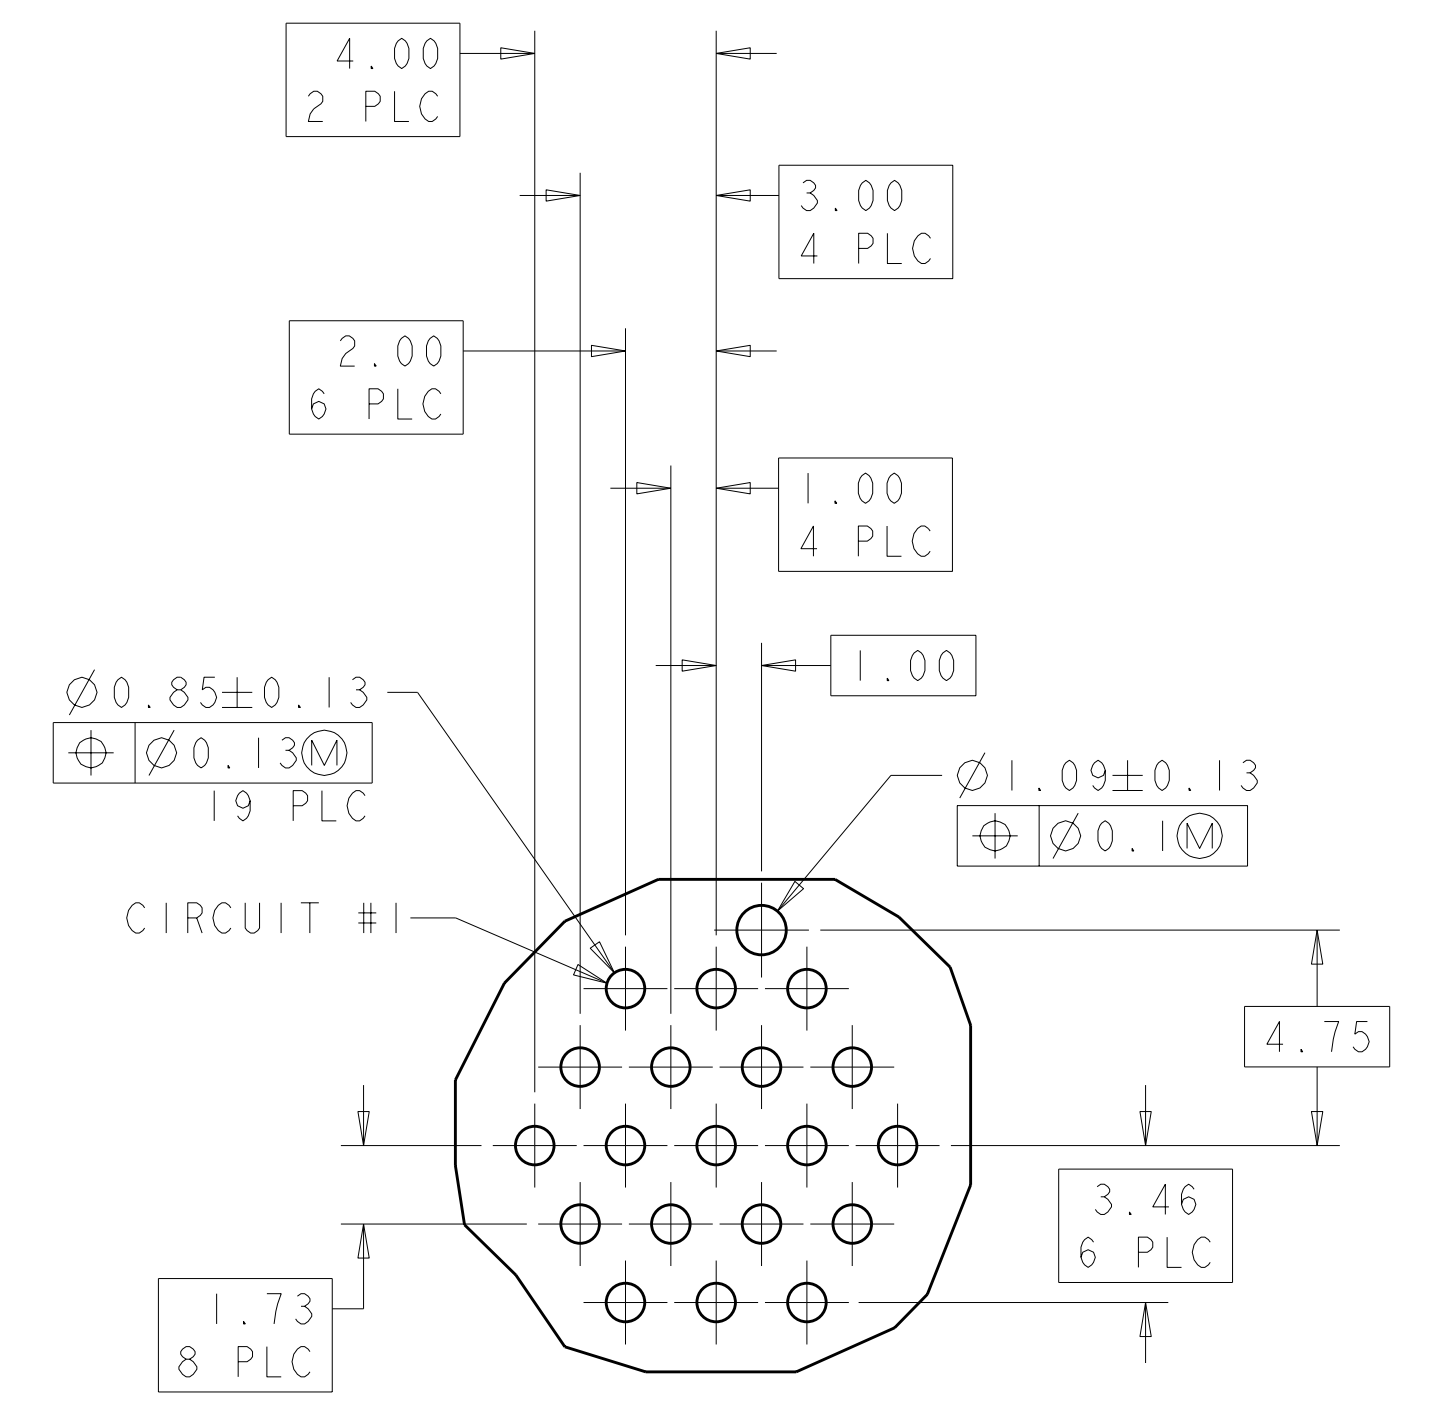 4.00
2 PLC
3.00
4 PLC
2.00
6 PLC
1.00
4 PLC
1.00
Ø0.85±0.13
⌖ Ø0.13Ⓜ
19 PLC
Ø1.09±0.13
⌖ Ø0.1Ⓜ
CIRCUIT #1
4.75
3.46
6 PLC
1.73
8 PLC